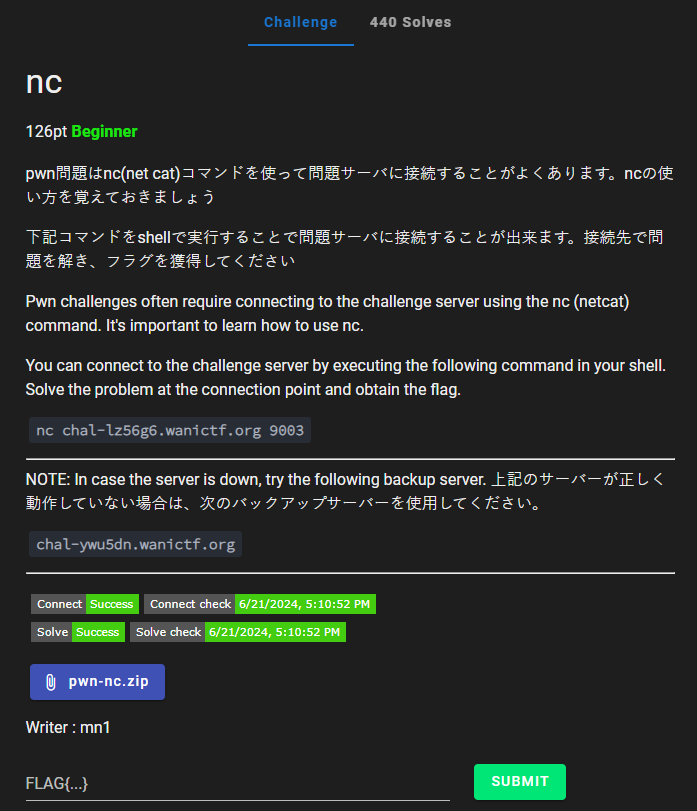 Challenge 440 Solves
nc
126pt Beginner
pwn問題はnc(net cat)コマンドを使って問題サーバに接続することがよくあります。ncの使
い方を覚えておきましょう
下記コマンドをshellで実行することで問題サーバに接続することが出来ます。接続先で問
題を解き、フラグを獲得してください
Pwn challenges often require connecting to the challenge server using the nc (netcat)
command. It's important to learn how to use nc.
You can connect to the challenge server by executing the following command in your shell.
Solve the problem at the connection point and obtain the flag.
nc chal-lz56g6.wanictf.org 9003
NOTE: In case the server is down, try the following backup server. 上記のサーバーが正しく
動作していない場合は、次のバックアップサーバーを使用してください。
chal-ywu5dn.wanictf.org
Connect Success Connect check 6/21/2024, 5:10:52 PM
Solve Success Solve check 6/21/2024, 5:10:52 PM
pwn-nc.zip
Writer : mn1
FLAG{...} SUBMIT